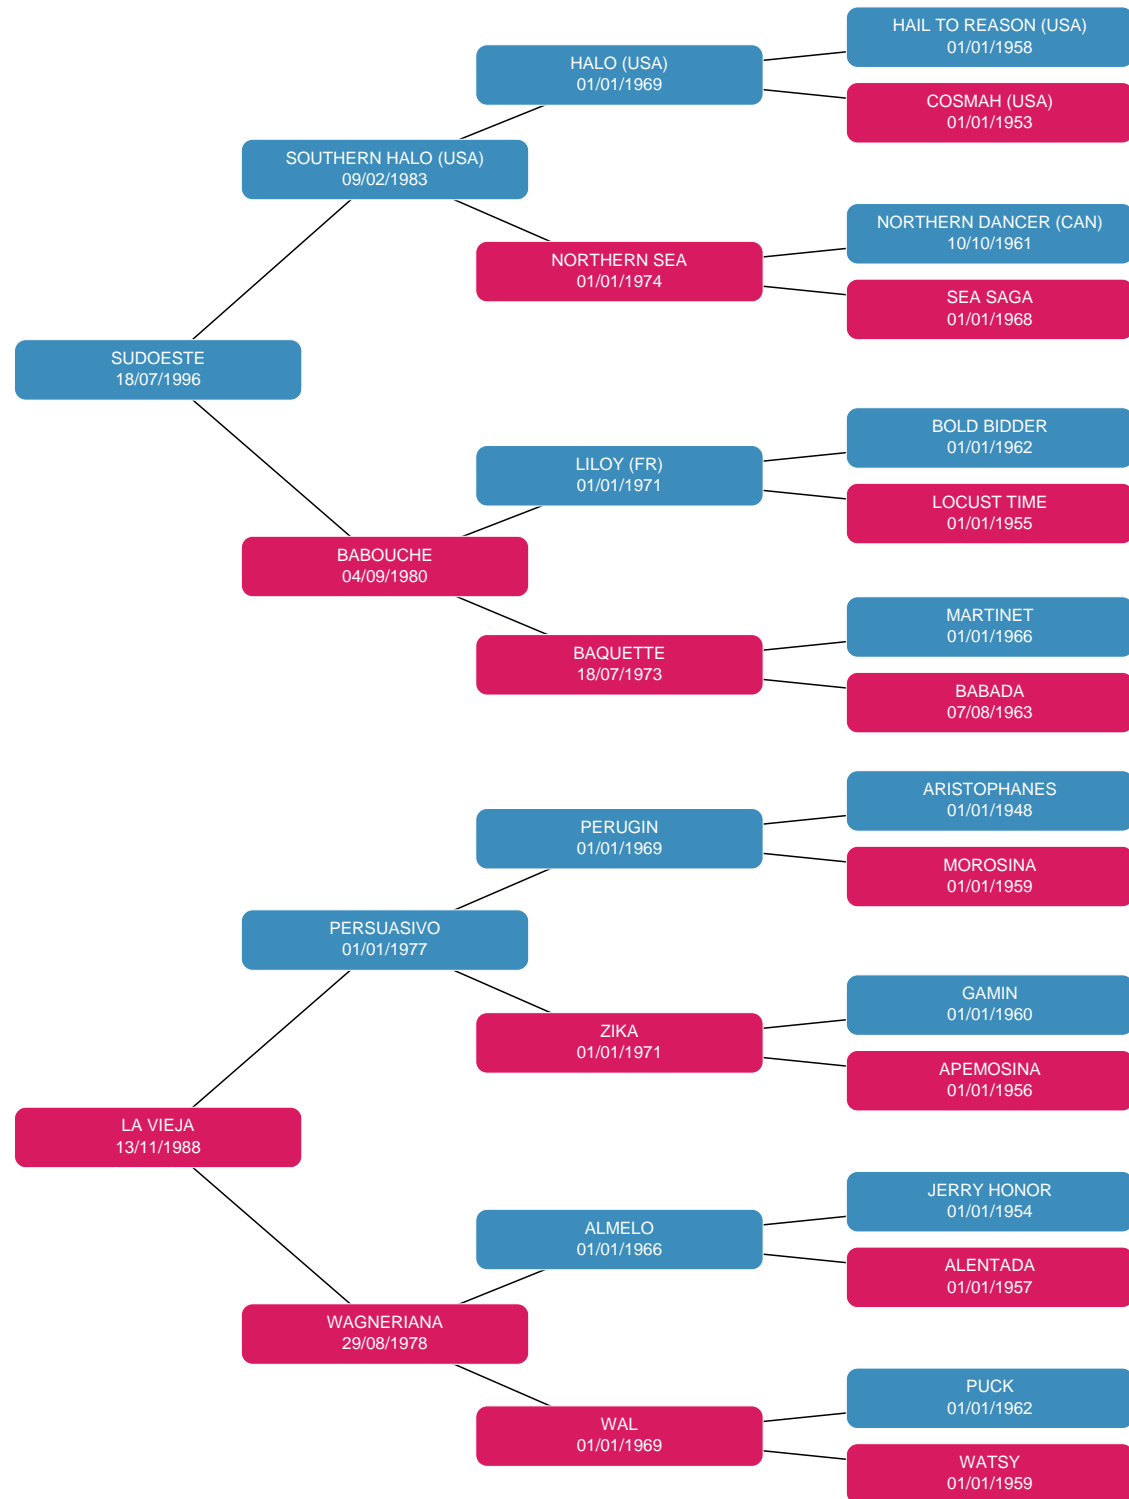 HAIL TO REASON (USA)
01/01/1958
HALO (USA)
01/01/1969
COSMAH (USA)
01/01/1953
SOUTHERN HALO (USA)
09/02/1983
NORTHERN DANCER (CAN)
10/10/1961
NORTHERN SEA
01/01/1974
SEA SAGA
01/01/1968
SUDOESTE
18/07/1996
BOLD BIDDER
01/01/1962
LILOY (FR)
01/01/1971
LOCUST TIME
01/01/1955
BABOUCHE
04/09/1980
MARTINET
01/01/1966
BAQUETTE
18/07/1973
BABADA
07/08/1963
ARISTOPHANES
01/01/1948
PERUGIN
01/01/1969
MOROSINA
01/01/1959
PERSUASIVO
01/01/1977
GAMIN
01/01/1960
ZIKA
01/01/1971
APEMOSINA
01/01/1956
LA VIEJA
13/11/1988
JERRY HONOR
01/01/1954
ALMELO
01/01/1966
ALENTADA
01/01/1957
WAGNERIANA
29/08/1978
PUCK
01/01/1962
WAL
01/01/1969
WATSY
01/01/1959